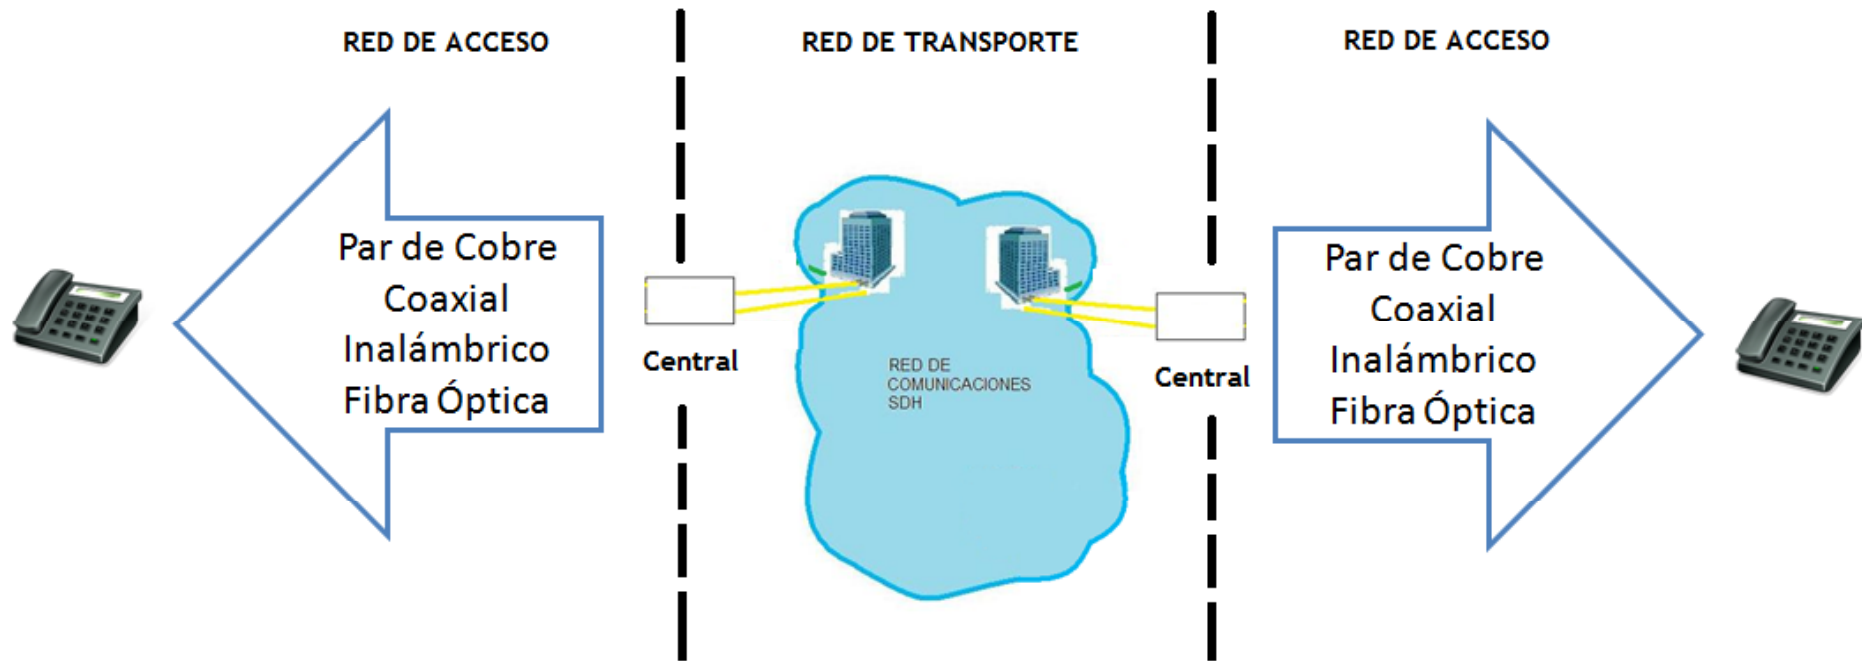 RED DE ACCESO
RED DE TRANSPORTE
RED DE ACCESO
Par de Cobre
Coaxial
Inalámbrico
Fibra Óptica
Central
RED DE
COMUNICACIONES
SDH
Central
Par de Cobre
Coaxial
Inalámbrico
Fibra Óptica